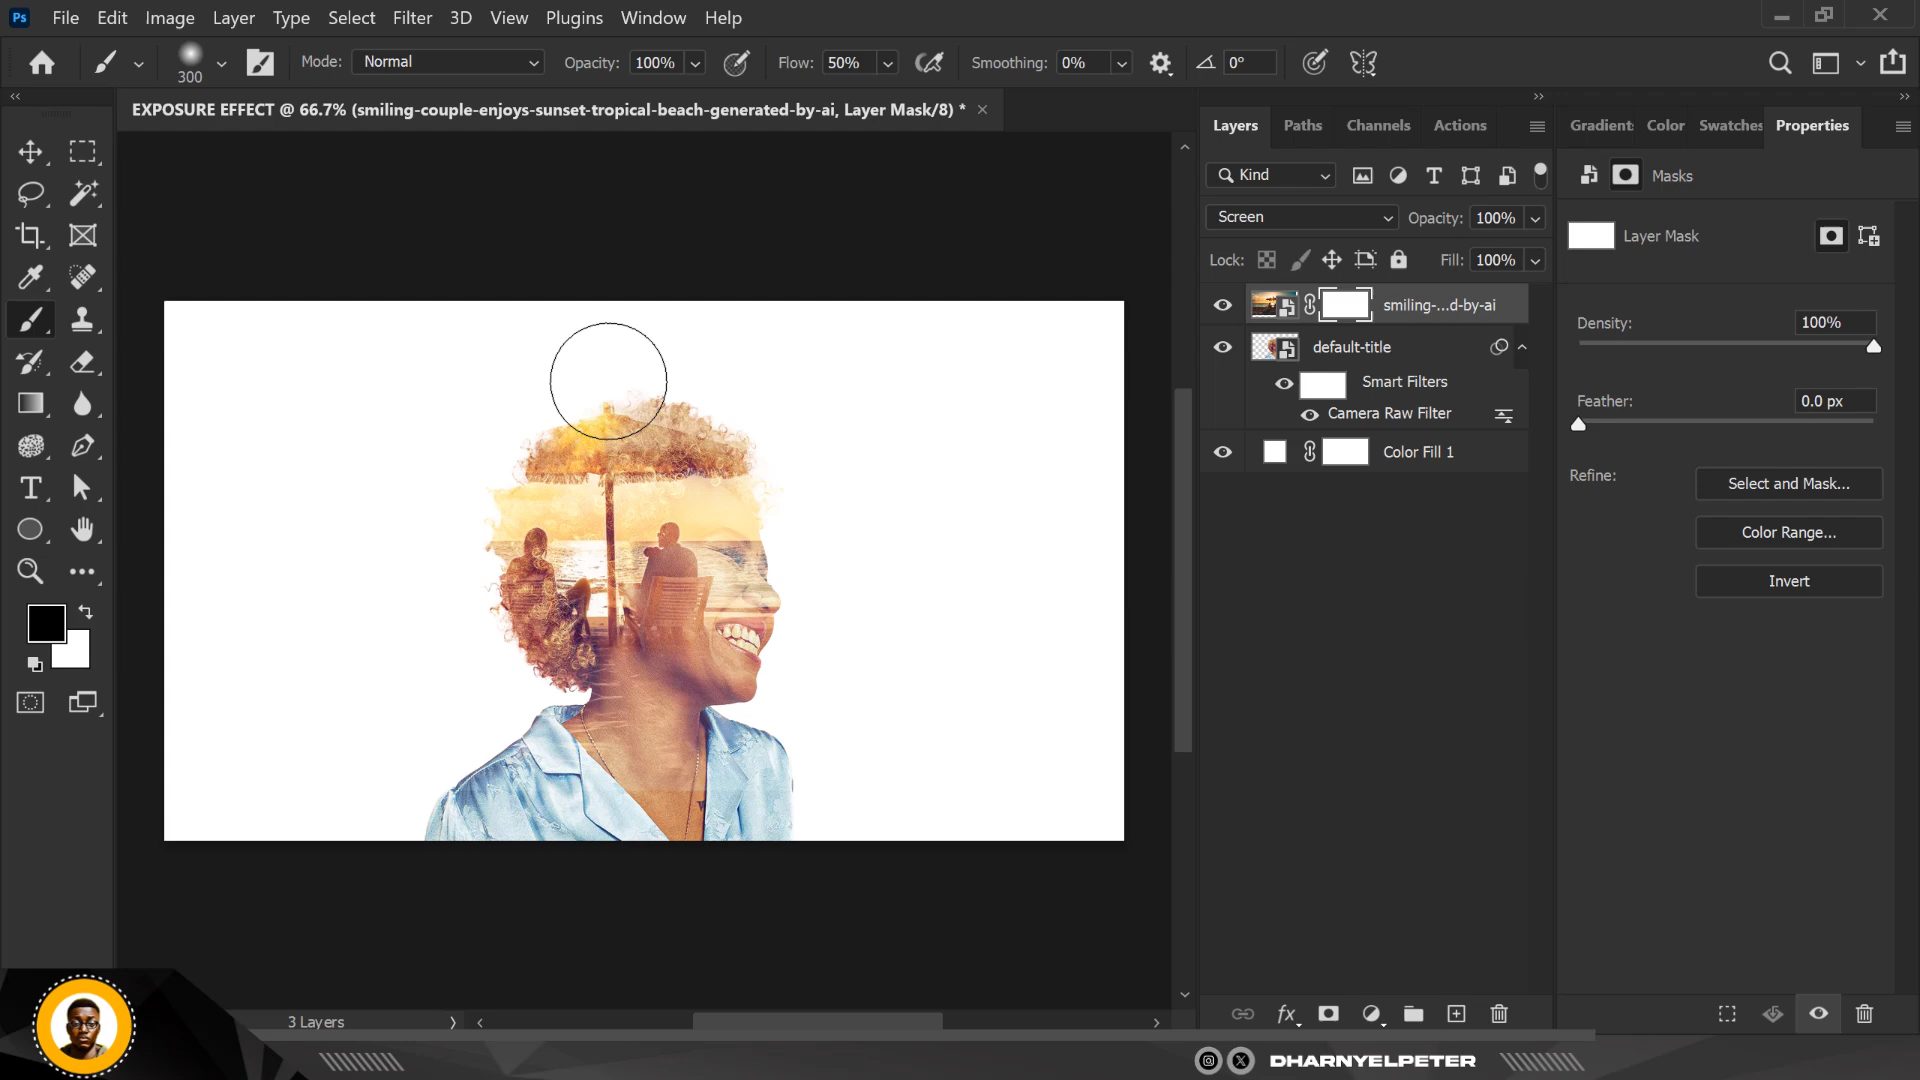 Ps File Edit Image Layer Type Select Filter 3D View Plugins Window Help
300 Mode: Normal Opacity: 100% Flow: 50% Smoothing: 0% 0°
EXPOSURE EFFECT @ 66.7% (smiling-couple-enjoys-sunset-tropical-beach-generated-by-ai, Layer Mask/8) *
Layers Paths Channels Actions
Kind
Screen Opacity: 100%
Lock: Fill: 100%
smiling-...d-by-ai
default-title
Smart Filters
Camera Raw Filter
Color Fill 1
Gradient Color Swatches Properties
Masks
Layer Mask
Density: 100%
Feather: 0.0 px
Refine: Select and Mask...
Color Range...
Invert
3 Layers
fx
DHARNYELPETER